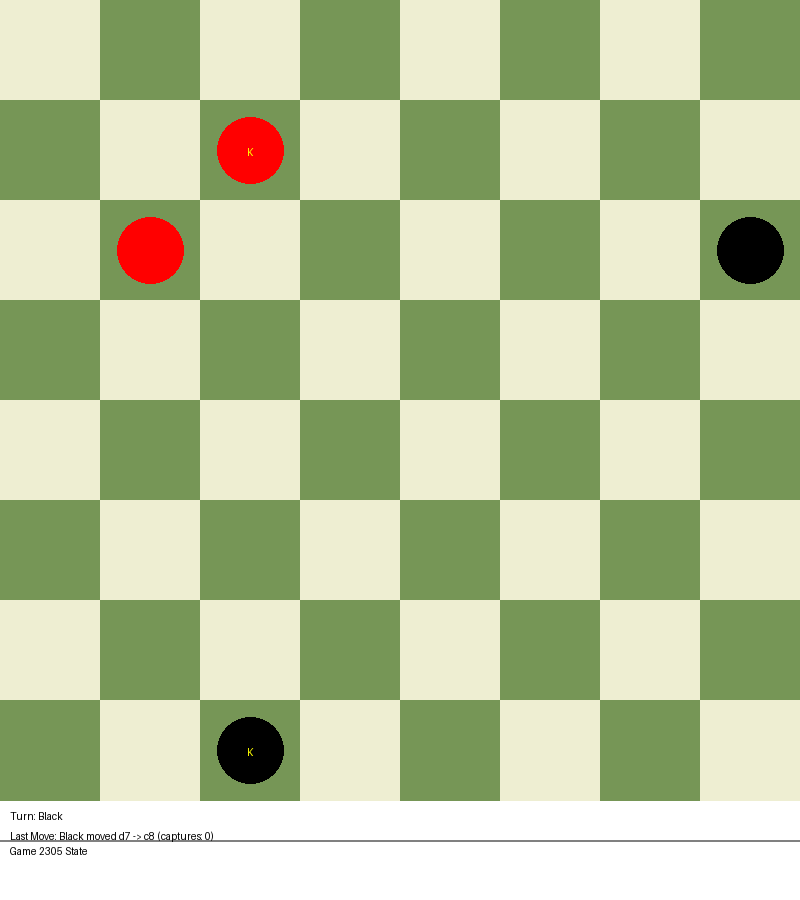 K
K
Turn: Black
Last Move: Black moved d7 -> c8 (captures: 0)
Game 2305 State